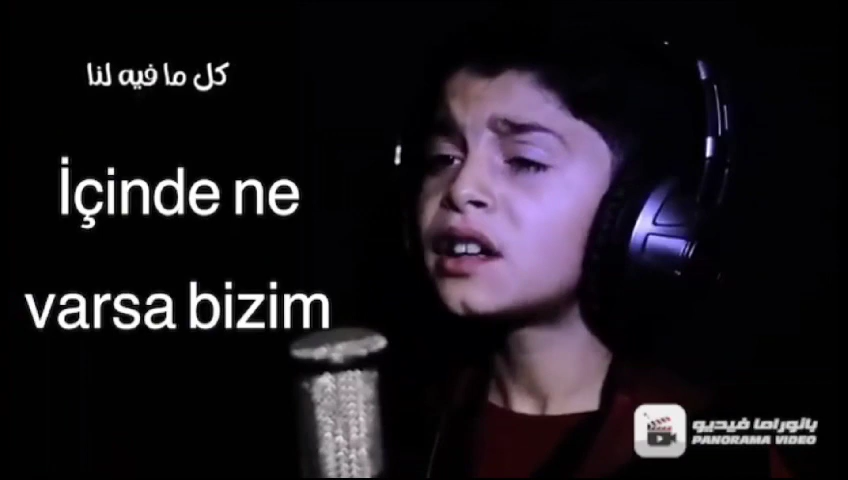 كل ما فيه لنا
İçinde ne
varsa bizim
بانوراما فيديو
PANORAMA VIDEO